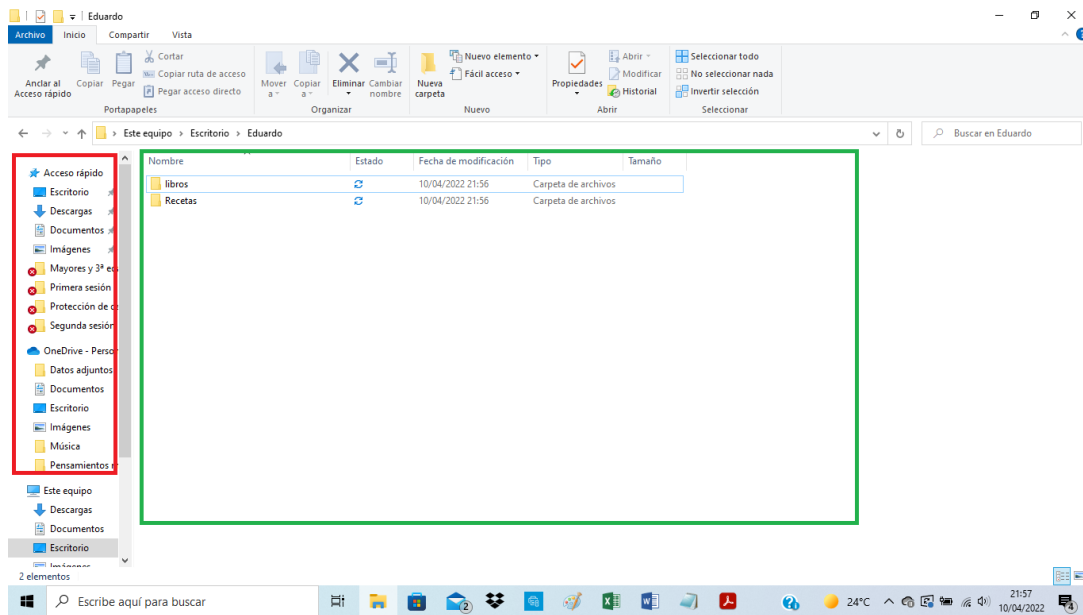 Eduardo
Archivo Inicio Compartir Vista
Anclar al Acceso rápido
Copiar
Pegar
Cortar
Copiar ruta de acceso
Pegar acceso directo
Portapapeles
Mover a
Copiar a
Eliminar
Cambiar nombre
Organizar
Nueva carpeta
Nuevo elemento
Fácil acceso
Nuevo
Propiedades
Abrir
Modificar
Historial
Abrir
Seleccionar todo
No seleccionar nada
Invertir selección
Seleccionar
Este equipo > Escritorio > Eduardo
Buscar en Eduardo
Acceso rápido
Escritorio
Descargas
Documentos
Imágenes
Mayores y 3ª
Primera sesión
Protección de
Segunda sesión
OneDrive -
Datos adjuntos
Documentos
Escritorio
Imágenes
Música
Pensamientos
Este equipo
Descargas
Documentos
Escritorio
Nombre Estado Fecha de modificación Tipo Tamaño
libros 10/04/2022 21:56 Carpeta de archivos
Recetas 10/04/2022 21:56 Carpeta de archivos
2 elementos
Escribe aquí para buscar
2
24°C
21:57
10/04/2022